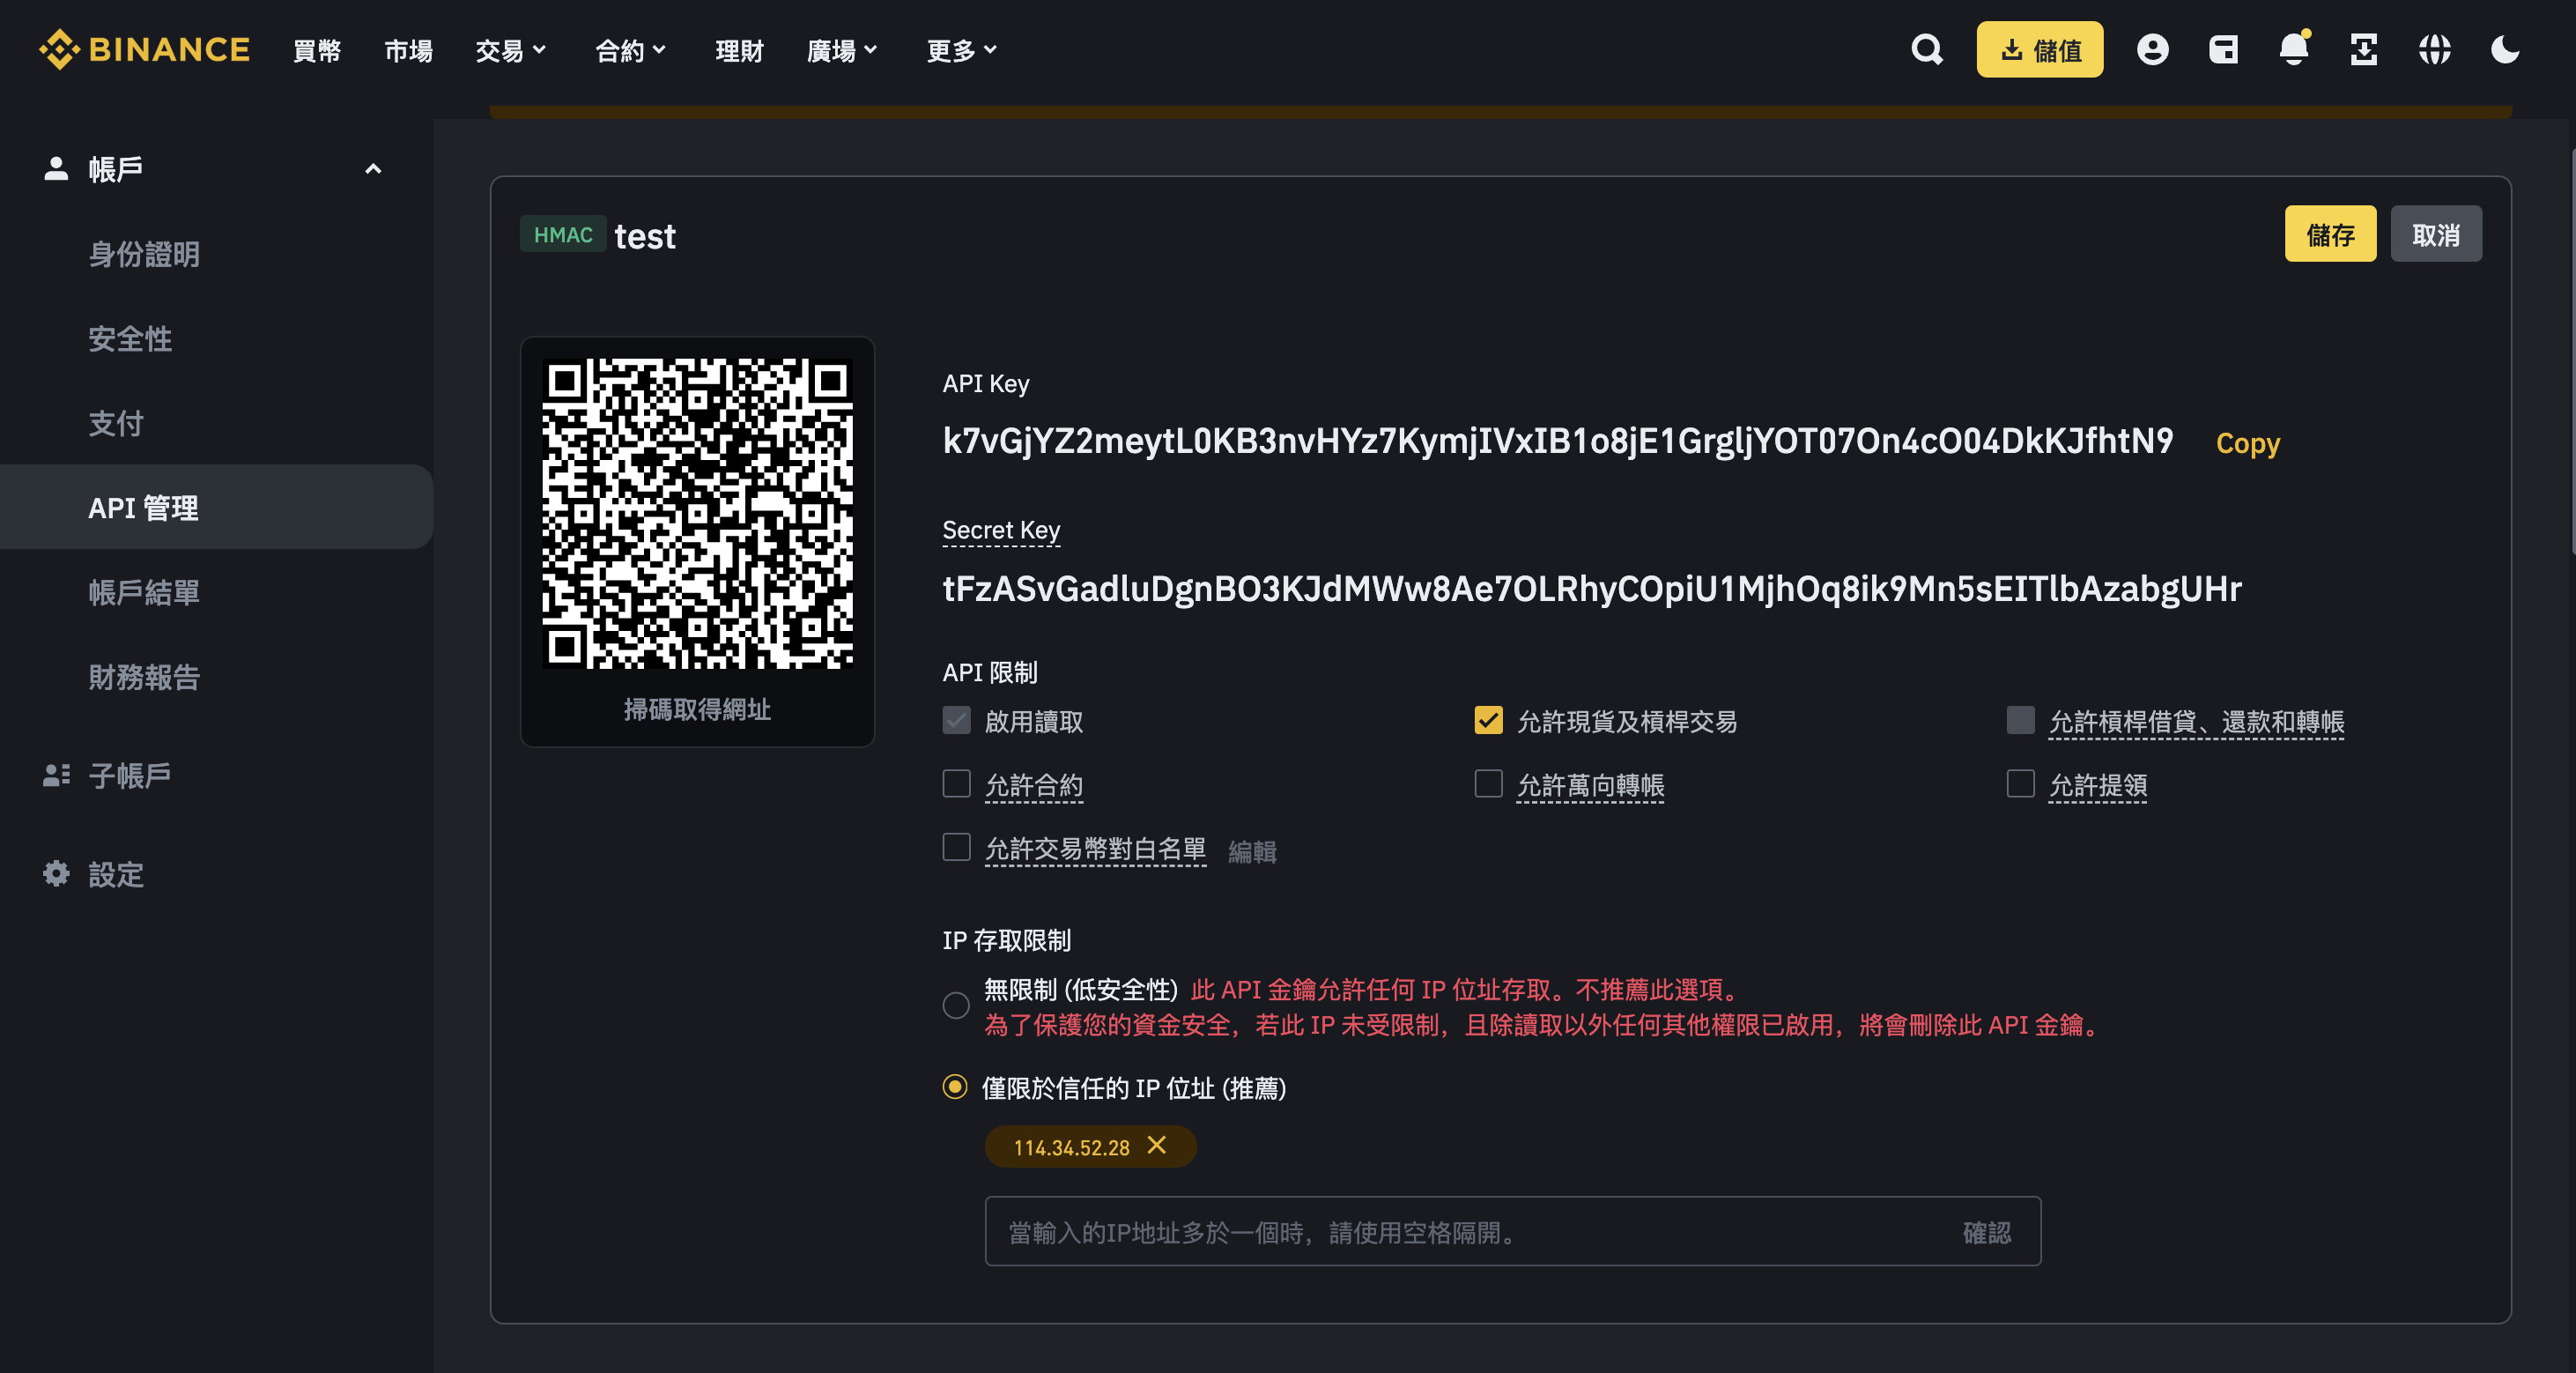 BINANCE
買幣
市場
交易
合約
理財
廣場
更多
儲值
帳戶
身份證明
安全性
支付
API 管理
帳戶結單
財務報告
子帳戶
設定
HMAC test
儲存
取消
掃碼取得網址
API Key
k7vGjYZ2meytL0KB3nvHYz7KymjIVxIB1o8jE1GrgljYOT07On4cO04DkKJfhtN9 Copy
Secret Key
tFzASvGadluDgnBO3KJdMWw8Ae7OLRhyCOpiU1MjhOq8ik9Mn5sEITlbAzabgUHr
API 限制
啟用讀取
允許現貨及槓桿交易
允許槓桿借貸、還款和轉帳
允許合約
允許萬向轉帳
允許提領
允許交易幣對白名單 編輯
IP 存取限制
無限制 (低安全性) 此 API 金鑰允許任何 IP 位址存取。不推薦此選項。
為了保護您的資金安全，若此 IP 未受限制，且除讀取以外任何其他權限已啟用，將會刪除此 API 金鑰。
僅限於信任的 IP 位址 (推薦)
114.34.52.28
當輸入的IP地址多於一個時，請使用空格隔開。 確認